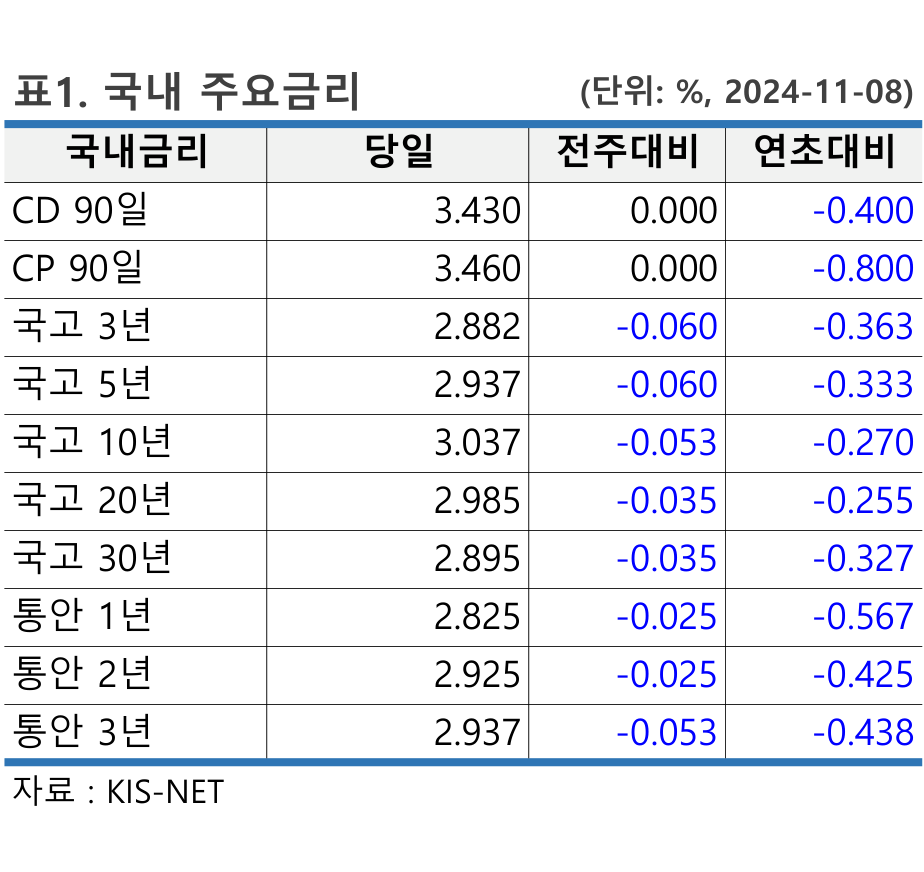 표1. 국내 주요금리 (단위: %, 2024-11-08)
국내금리 당일 전주대비 연초대비
CD 90일 3.430 0.000 -0.400
CP 90일 3.460 0.000 -0.800
국고 3년 2.882 -0.060 -0.363
국고 5년 2.937 -0.060 -0.333
국고 10년 3.037 -0.053 -0.270
국고 20년 2.985 -0.035 -0.255
국고 30년 2.895 -0.035 -0.327
통안 1년 2.825 -0.025 -0.567
통안 2년 2.925 -0.025 -0.425
통안 3년 2.937 -0.053 -0.438
자료 : KIS-NET